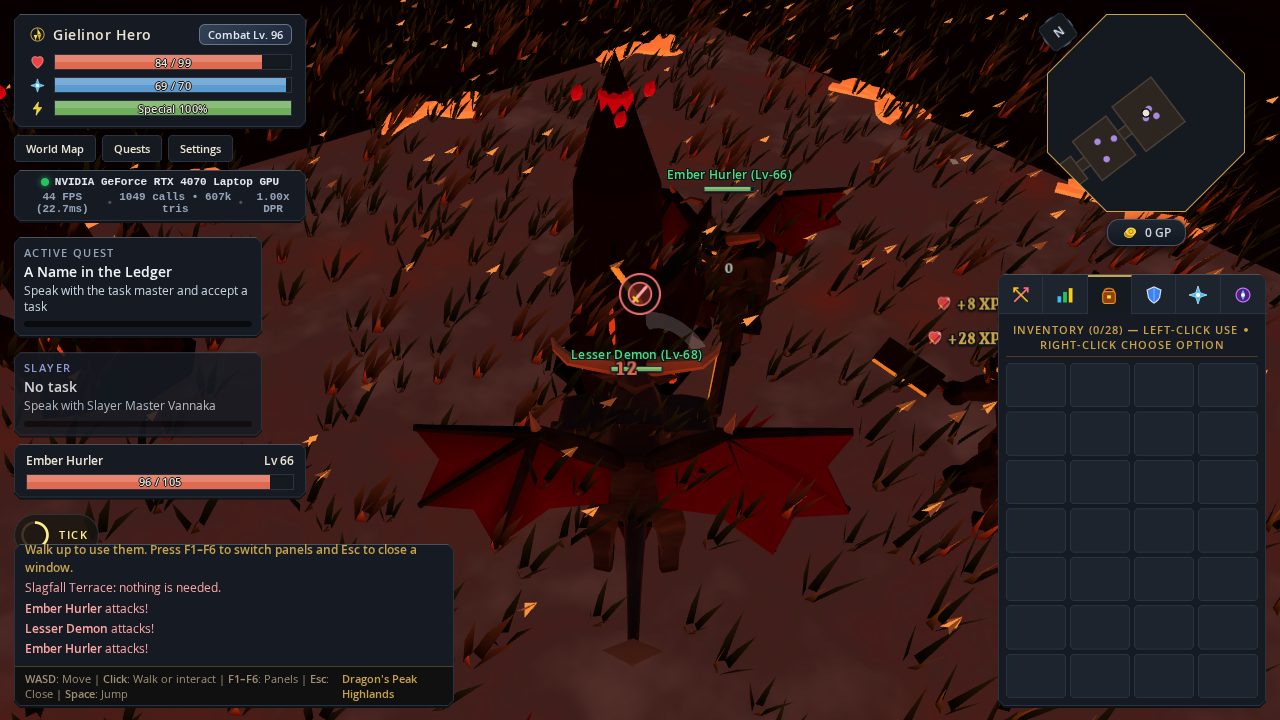 Gielinor Hero
Combat Lv. 96
84 / 99
69 / 70
Special 100%
World Map
Quests
Settings
N
0 GP
NVIDIA GeForce RTX 4070 Laptop GPU
44 FPS (22.7ms) • 1049 calls • 607k tris • 1.00x DPR
ACTIVE QUEST
A Name in the Ledger
Speak with the task master and accept a
task
SLAYER
No task
Speak with Slayer Master Vannaka
Ember Hurler
Lv 66
96 / 105
TICK
Walk up to use them. Press F1–F6 to switch panels and Esc to close a
window.
Slagfall Terrace: nothing is needed.
Ember Hurler attacks!
Lesser Demon attacks!
Ember Hurler attacks!
WASD: Move | Click: Walk or interact | F1–F6: Panels | Esc:
Close | Space: Jump
Dragon's Peak
Highlands
Ember Hurler (Lv-66)
0
Lesser Demon (Lv-68)
12
+8 XP
+28 XP
INVENTORY (0/28) — LEFT-CLICK USE •
RIGHT-CLICK CHOOSE OPTION